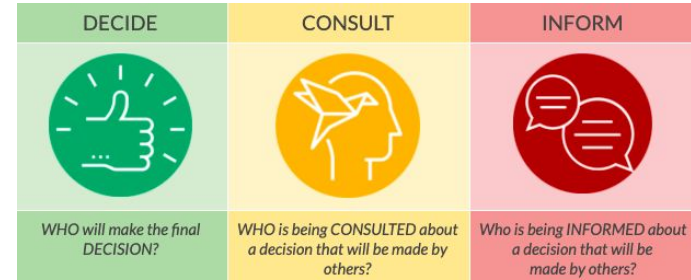 DECIDE
CONSULT
INFORM
WHO will make the final
DECISION?
WHO is being CONSULTED about
a decision that will be made by
others?
Who is being INFORMED about
a decision that will be
made by others?